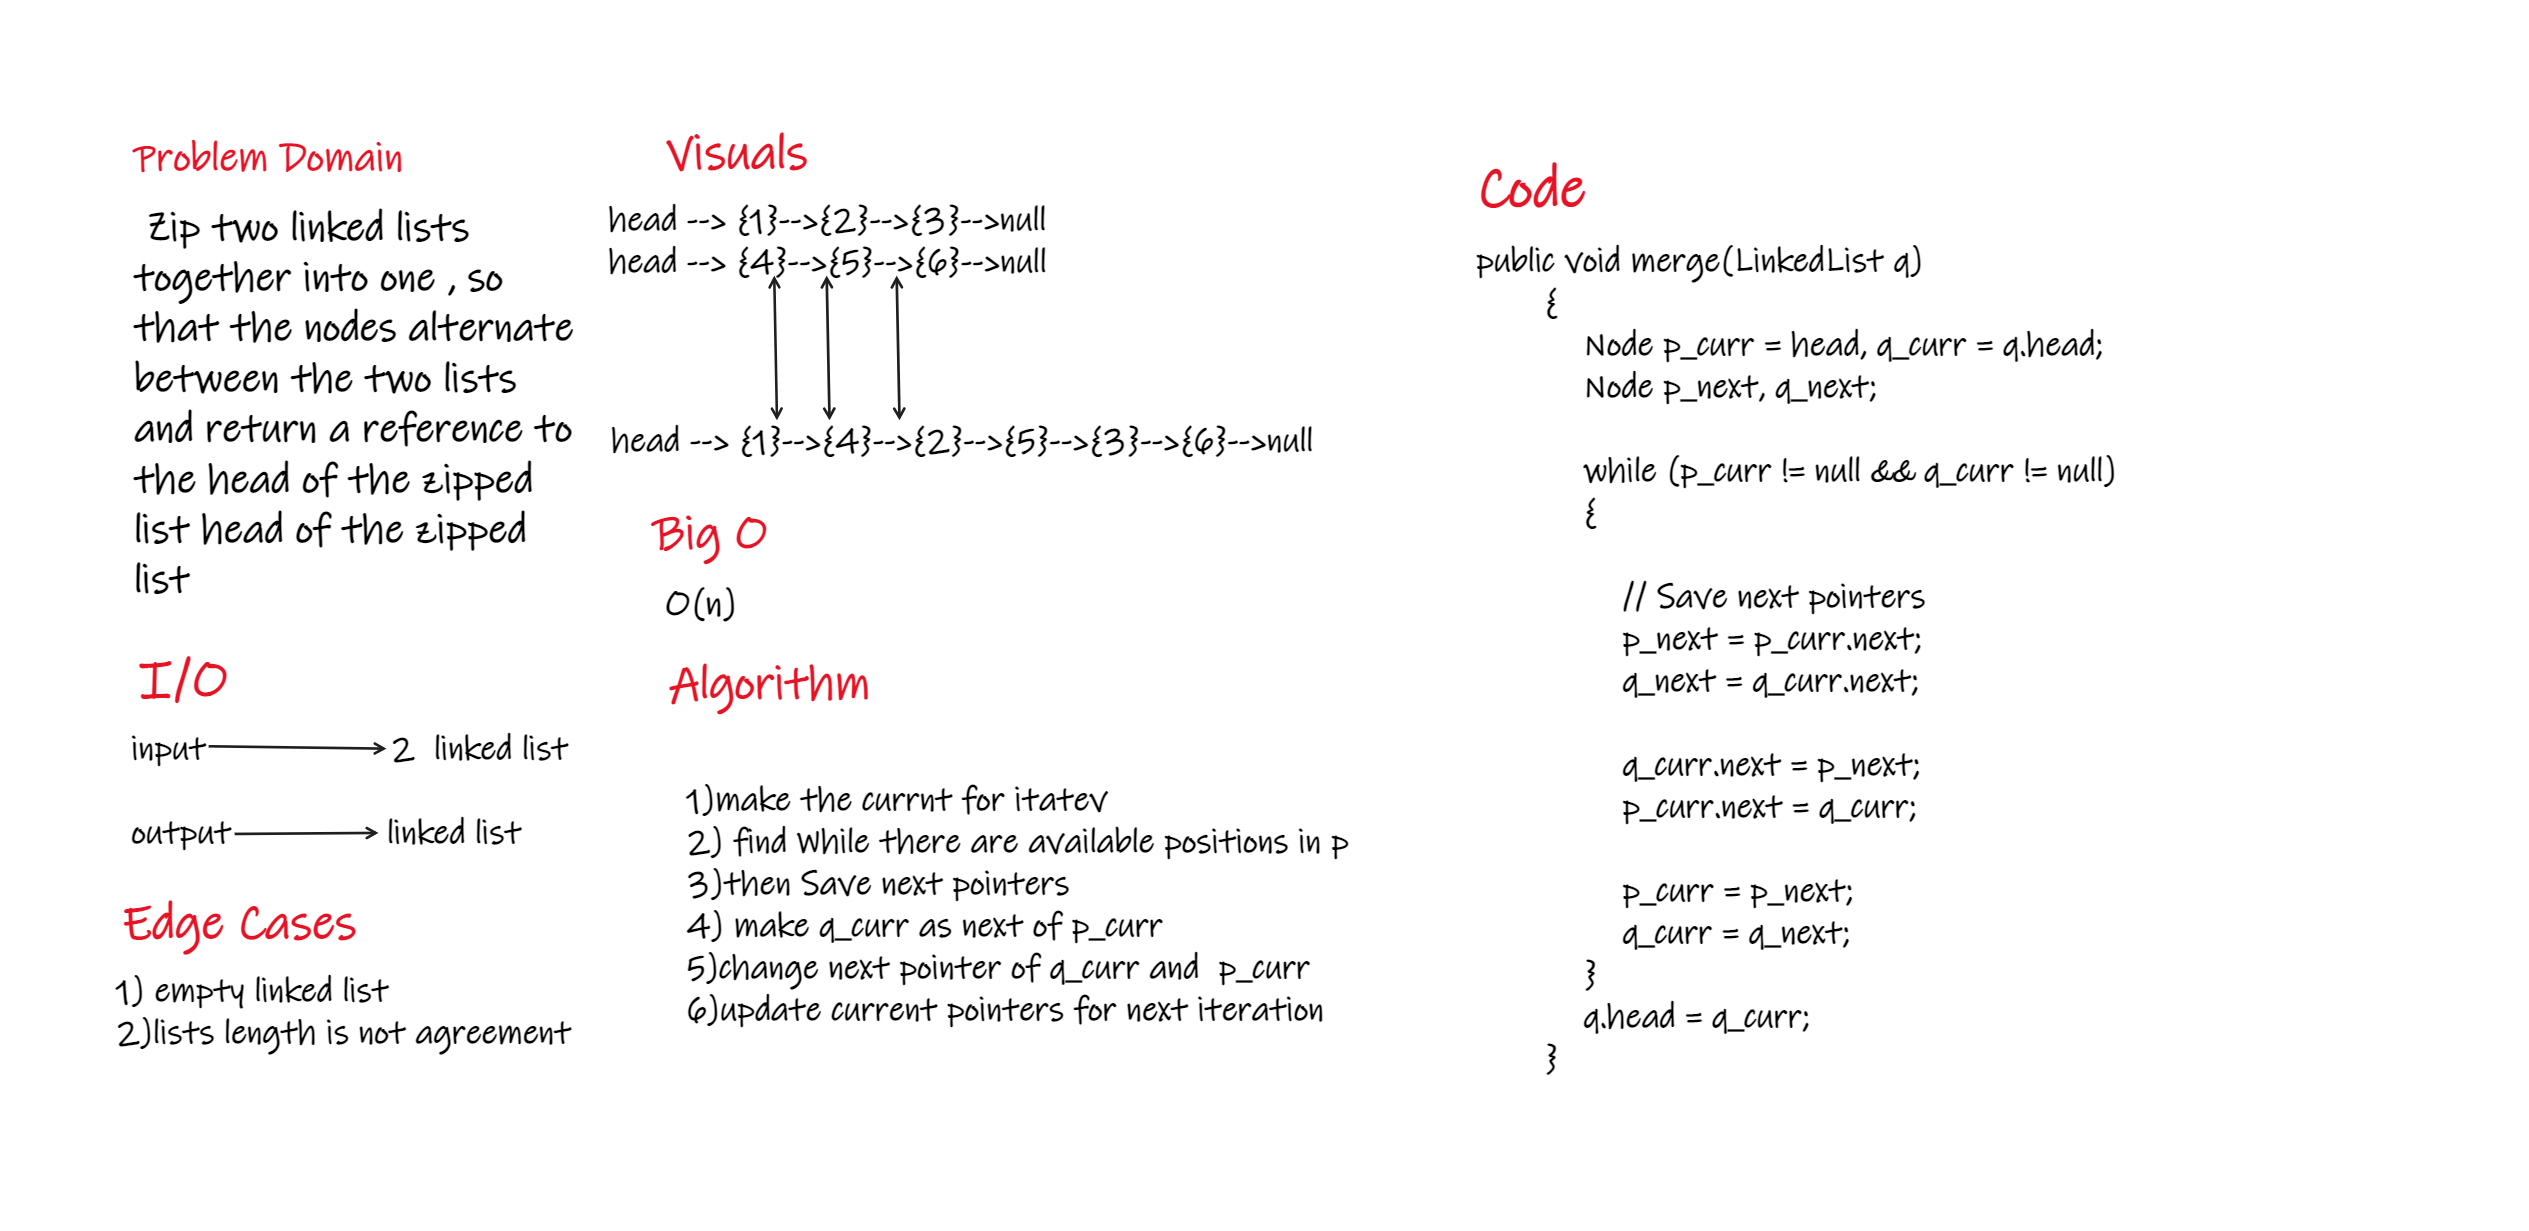 Problem Domain
Zip two linked lists
together into one , so
that the nodes alternate
between the two lists
and return a reference to
the head of the zipped
list head of the zipped
list
I/O
input 2 linked list
output linked list
Edge Cases
1) empty linked list
2)lists length is not agreement
Visuals
head --> {1}-->{2}-->{3}-->null
head --> {4}-->{5}-->{6}-->null
head --> {1}-->{4}-->{2}-->{5}-->{3}-->{6}-->null
Big O
O(n)
Algorithm
1)make the currnt for itatev
2) find While there are available positions in p
3)then Save next pointers
4) make q_curr as next of p_curr
5)change next pointer of q_curr and p_curr
6)update current pointers for next iteration
Code
public void merge(LinkedList q)
{
Node p_curr = head, q_curr = q.head;
Node p_next, q_next;
while (p_curr != null && q_curr != null)
{
// Save next pointers
p_next = p_curr.next;
q_next = q_curr.next;
q_curr.next = p_next;
p_curr.next = q_curr;
p_curr = p_next;
q_curr = q_next;
}
q.head = q_curr;
}